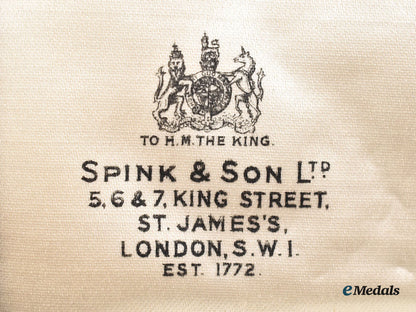 TO H.M. THE KING.
SPINK & SON LTD
5, 6 & 7, KING STREET,
ST. JAMES'S,
LONDON, S.W.1.
EST. 1772.
eMedals